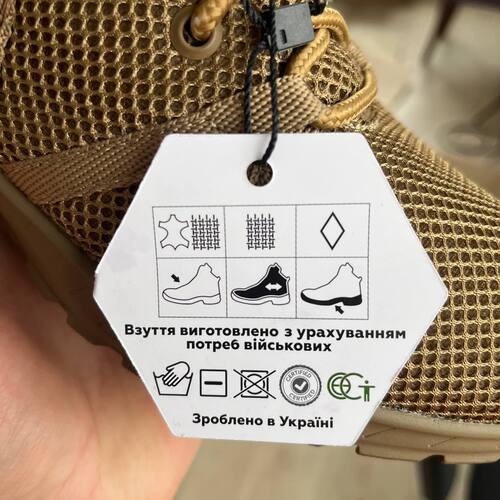 Взуття виготовлено з урахуванням
потреб військових
CERTIFIED
CERTIFIED
Зроблено в Україні